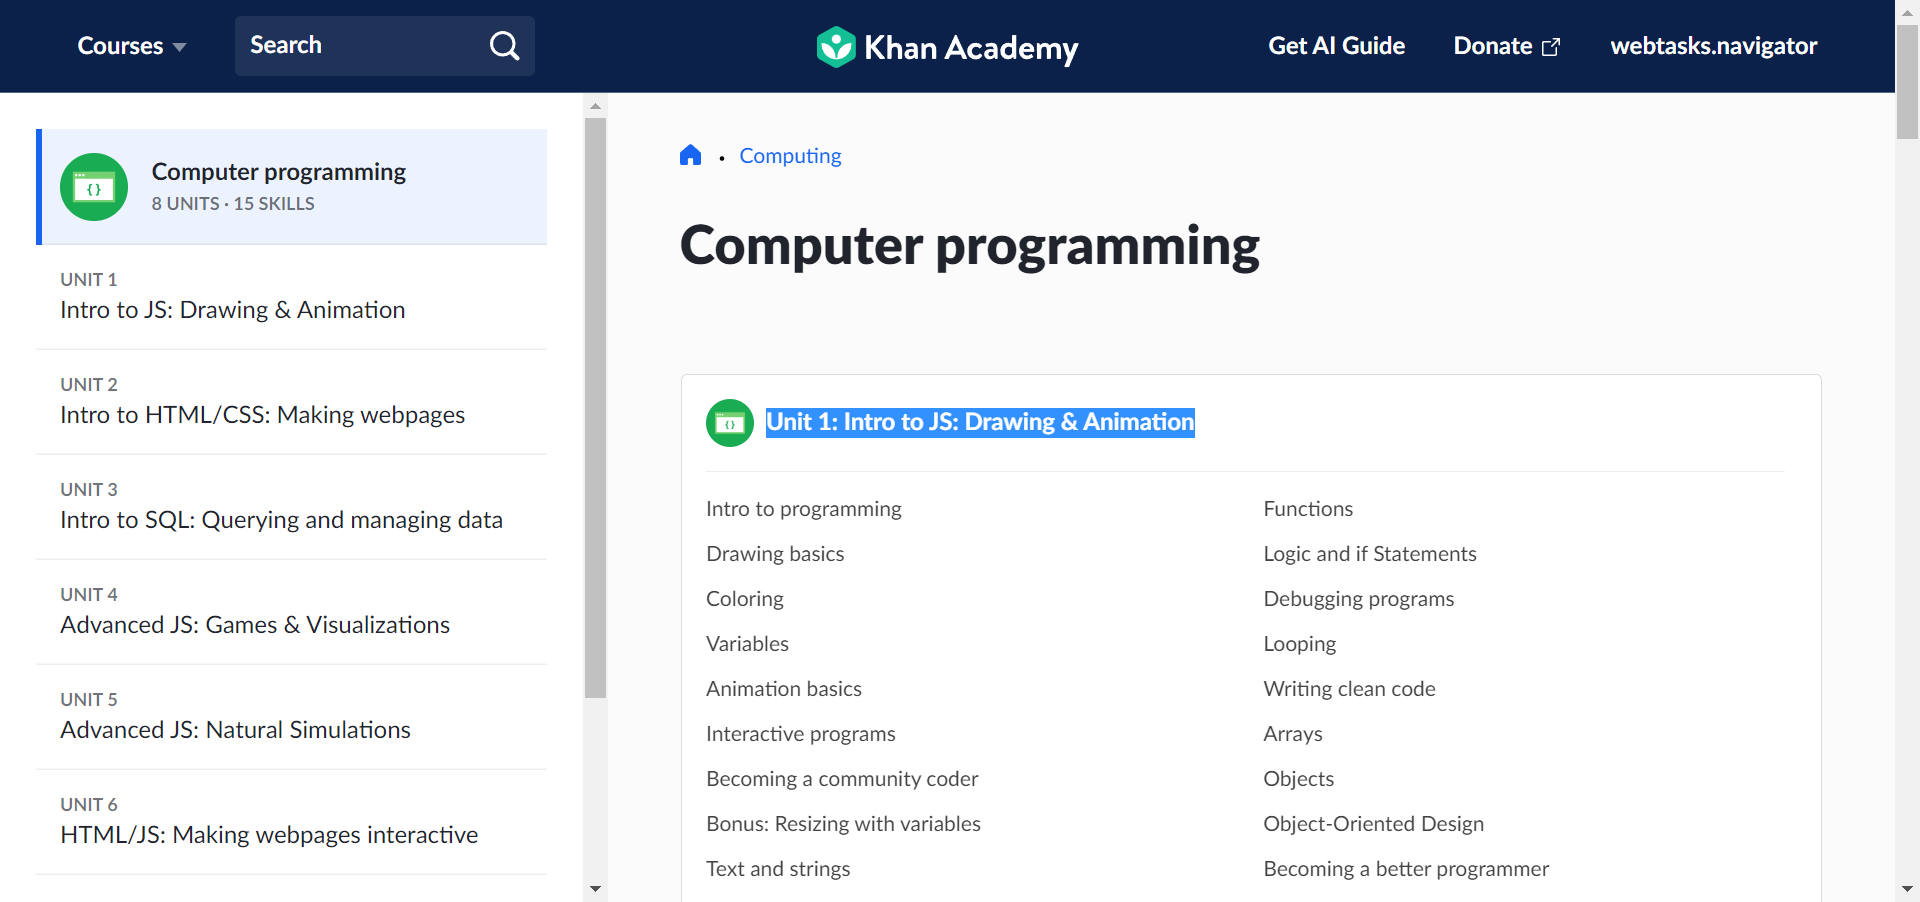 Courses
Search
Khan Academy
Get AI Guide
Donate
webtasks.navigator
Computer programming
8 UNITS · 15 SKILLS
UNIT 1
Intro to JS: Drawing & Animation
UNIT 2
Intro to HTML/CSS: Making webpages
UNIT 3
Intro to SQL: Querying and managing data
UNIT 4
Advanced JS: Games & Visualizations
UNIT 5
Advanced JS: Natural Simulations
UNIT 6
HTML/JS: Making webpages interactive
Computing
Computer programming
Unit 1: Intro to JS: Drawing & Animation
Intro to programming
Drawing basics
Coloring
Variables
Animation basics
Interactive programs
Becoming a community coder
Bonus: Resizing with variables
Text and strings
Functions
Logic and if Statements
Debugging programs
Looping
Writing clean code
Arrays
Objects
Object-Oriented Design
Becoming a better programmer